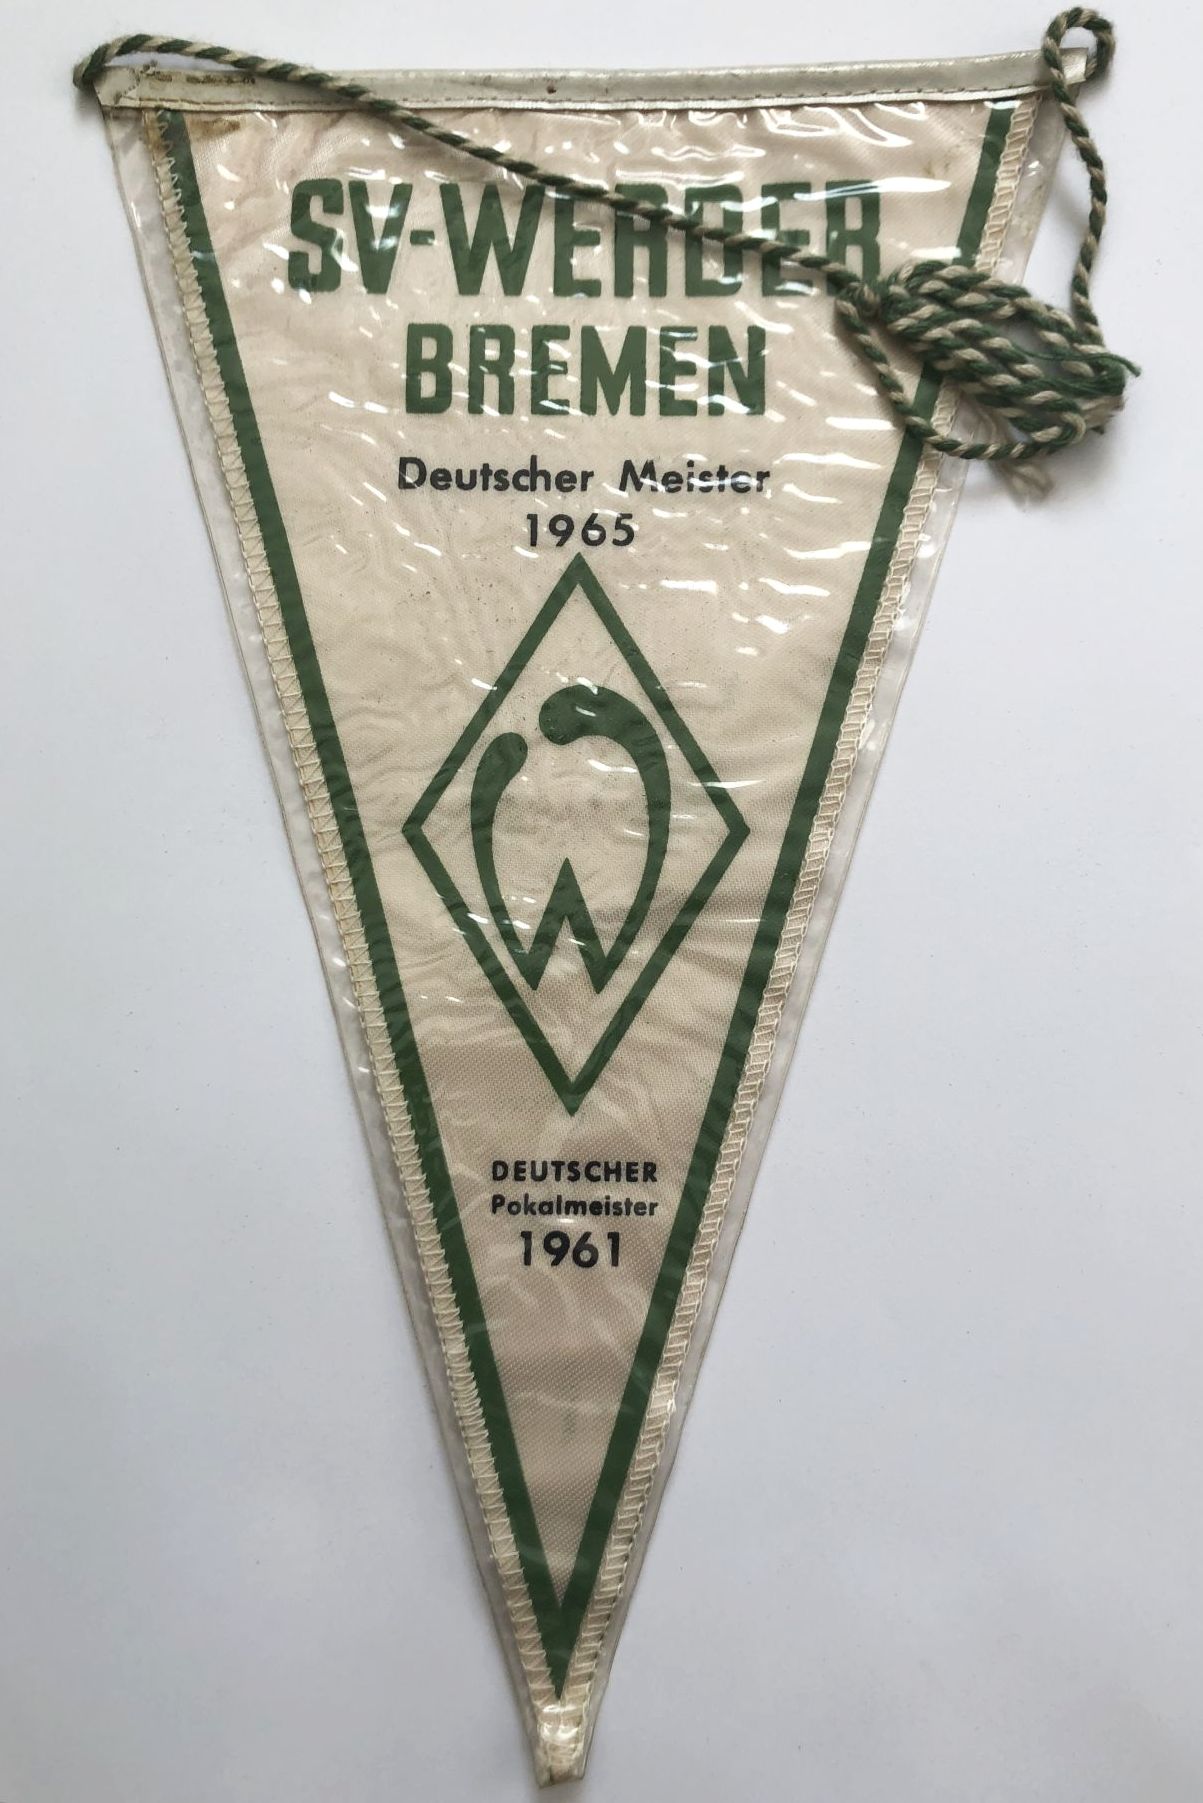 SV-WERDER
BREMEN
Deutscher Meister
1965
W
DEUTSCHER
Pokalmeister
1961